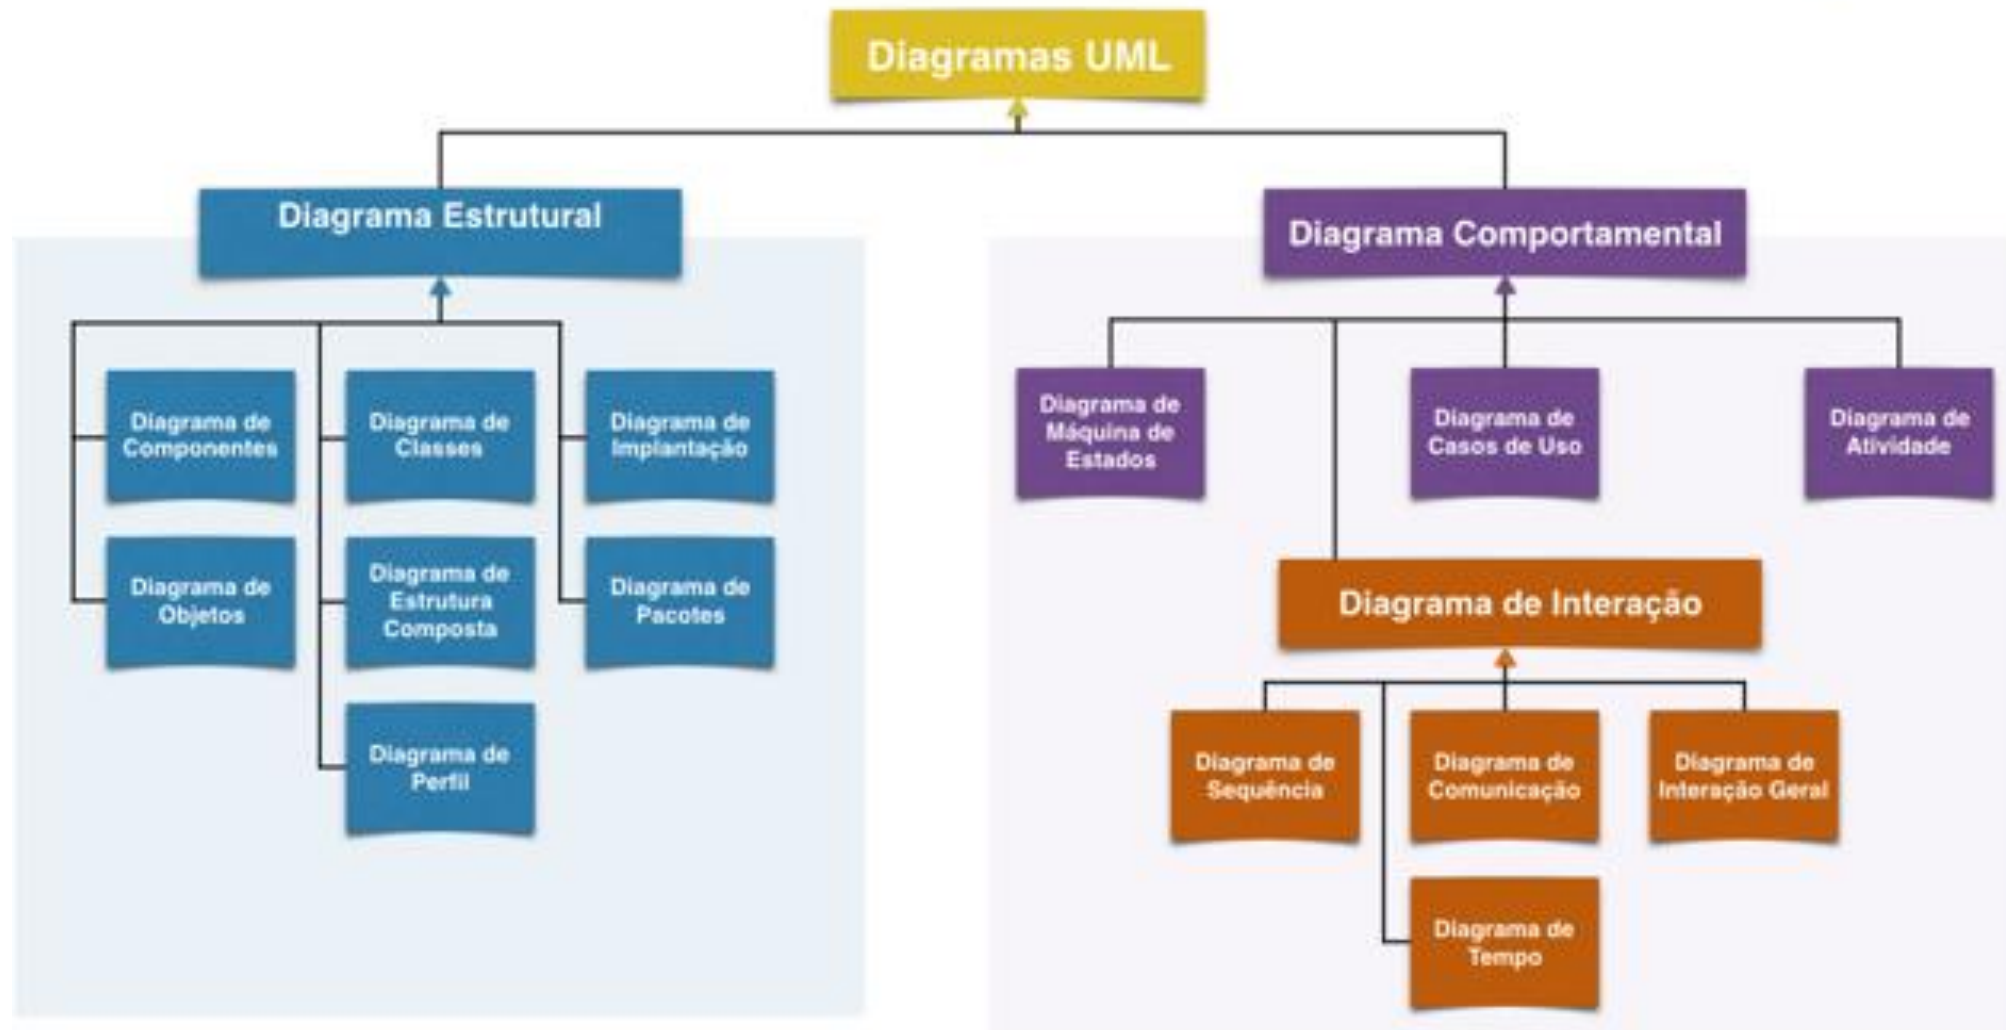 Diagramas UML
Diagrama Estrutural
Diagrama de
Componentes
Diagrama de
Classes
Diagrama de
Implantação
Diagrama de
Objetos
Diagrama de
Estrutura
Composta
Diagrama de
Pacotes
Diagrama de
Perfil
Diagrama Comportamental
Diagrama de
Máquina de
Estados
Diagrama de
Casos de Uso
Diagrama de
Atividade
Diagrama de Interação
Diagrama de
Sequência
Diagrama de
Comunicação
Diagrama de
Interação Geral
Diagrama de
Tempo